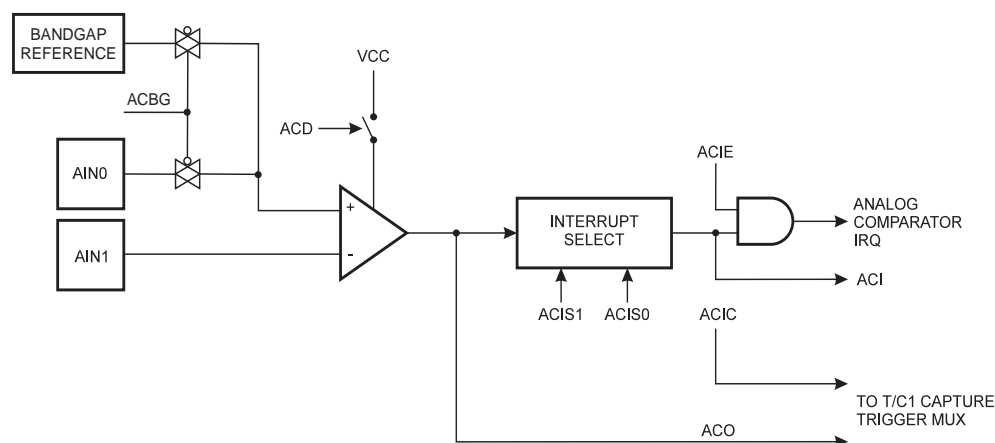 BANDGAP
REFERENCE
VCC
ACBG
ACD
ACIE
AIN0
+
INTERRUPT
SELECT
ANALOG
COMPARATOR
IRQ
AIN1
-
ACI
ACIS1
ACIS0
ACIC
TO T/C1 CAPTURE
TRIGGER MUX
ACO